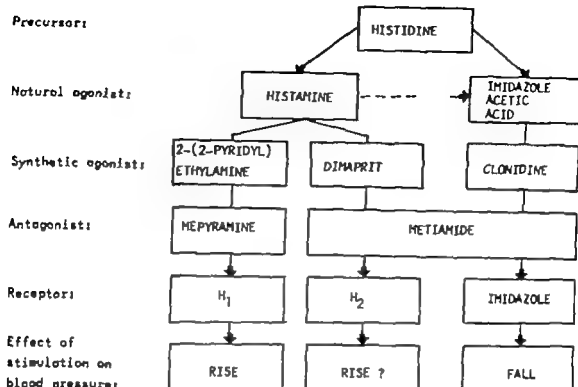 Precursor:
HISTIDINE
Natural agonist:
HISTAMINE
IMIDAZOLE
ACETIC
ACID
Synthetic agonist:
2-(2-PYRIDYL)
ETHYLAMINE
DIMAPRIT
CLONIDINE
Antagonist:
MEPYRAMINE
METIAMIDE
Receptor:
H1
H2
IMIDAZOLE
Effect of
stimulation on
blood pressure:
RISE
RISE ?
FALL